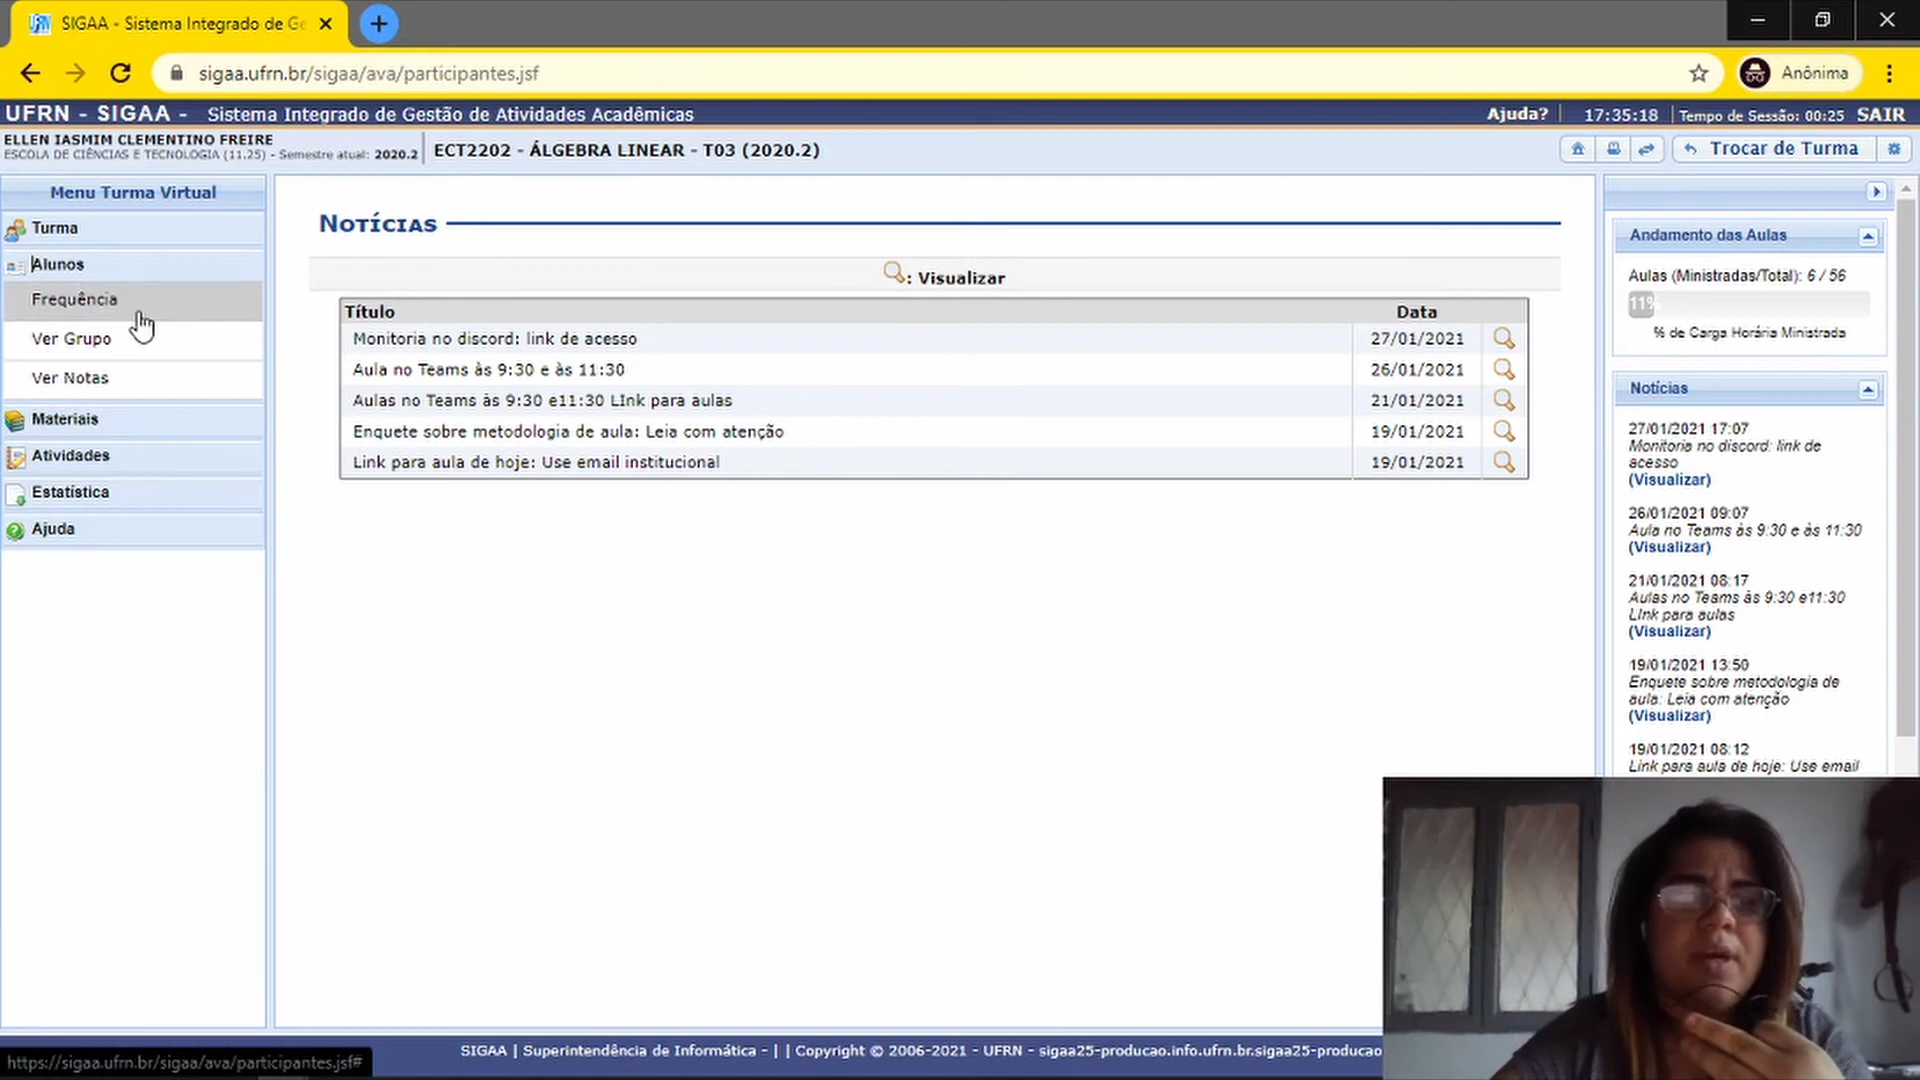 SIGAA - Sistema Integrado de Ge
sigaa.ufrn.br/sigaa/ava/participantes.jsf
Anônima
UFRN - SIGAA - Sistema Integrado de Gestão de Atividades Acadêmicas
Ajuda? 17:35:18 Tempo de Sessão: 00:25 SAIR
ELLEN IASMIM CLEMENTINO FREIRE
ESCOLA DE CIÊNCIAS E TECNOLOGIA (11.25) - Semestre atual: 2020.2
ECT2202 - ÁLGEBRA LINEAR - T03 (2020.2)
Trocar de Turma
Menu Turma Virtual
Turma
Alunos
Frequência
Ver Grupo
Ver Notas
Materiais
Atividades
Estatística
Ajuda
NOTÍCIAS
: Visualizar
Título Data
Monitoria no discord: link de acesso 27/01/2021
Aula no Teams às 9:30 e às 11:30 26/01/2021
Aulas no Teams às 9:30 e11:30 LInk para aulas 21/01/2021
Enquete sobre metodologia de aula: Leia com atenção 19/01/2021
Link para aula de hoje: Use email institucional 19/01/2021
Andamento das Aulas
Aulas (Ministradas/Total): 6 / 56
11%
% de Carga Horária Ministrada
Notícias
27/01/2021 17:07
Monitoria no discord: link de
acesso
(Visualizar)
26/01/2021 09:07
Aula no Teams às 9:30 e às 11:30
(Visualizar)
21/01/2021 08:17
Aulas no Teams às 9:30 e11:30
LInk para aulas
(Visualizar)
19/01/2021 13:50
Enquete sobre metodologia de
aula: Leia com atenção
(Visualizar)
19/01/2021 08:12
Link para aula de hoje: Use email
https://sigaa.ufrn.br/sigaa/ava/participantes.jsf#
SIGAA | Superintendência de Informática - | | Copyright © 2006-2021 - UFRN - sigaa25-producao.info.ufrn.br.sigaa25-producao